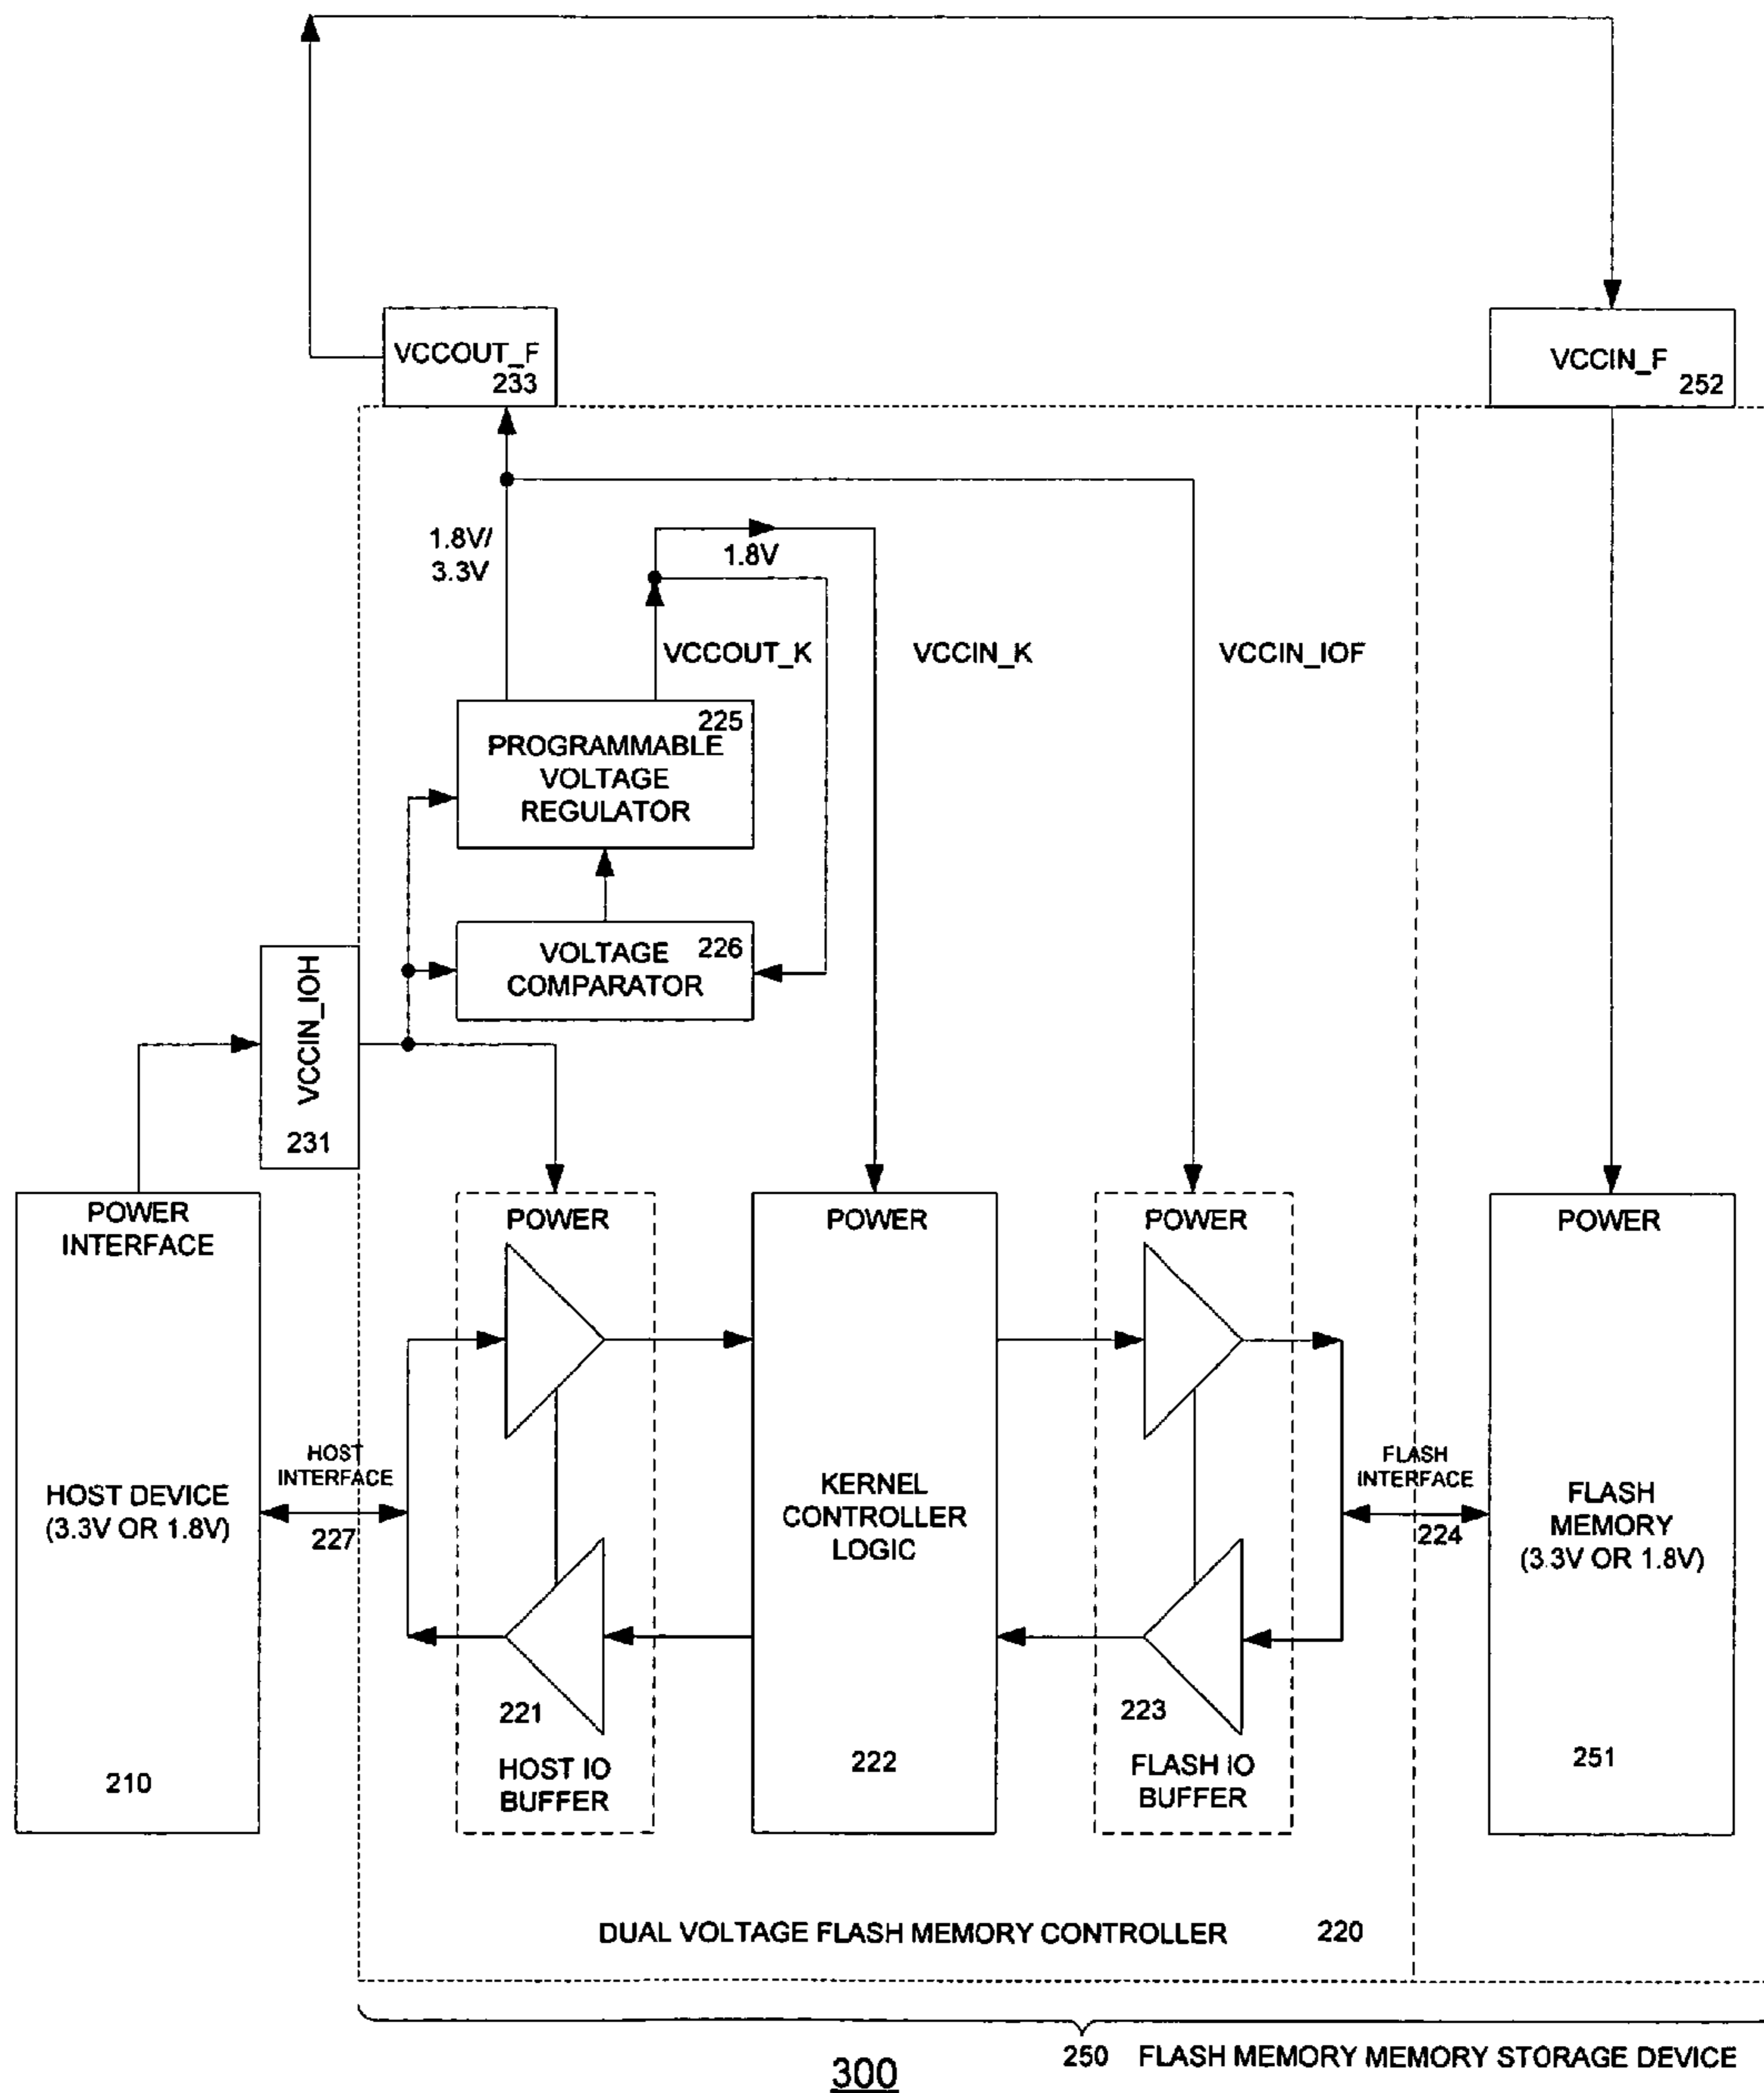 VCCOUT_F
233
VCCIN_F
252
1.8V/
3.3V
1.8V
VCCOUT_K
VCCIN_K
VCCIN_IOF
225
PROGRAMMABLE
VOLTAGE
REGULATOR
226
VOLTAGE
COMPARATOR
VCCIN_IOH
231
POWER
INTERFACE
HOST DEVICE
(3.3V OR 1.8V)
210
HOST
INTERFACE
227
POWER
221
HOST IO
BUFFER
POWER
KERNEL
CONTROLLER
LOGIC
222
POWER
223
FLASH IO
BUFFER
FLASH
INTERFACE
224
POWER
FLASH
MEMORY
(3.3V OR 1.8V)
251
DUAL VOLTAGE FLASH MEMORY CONTROLLER 220
250 FLASH MEMORY MEMORY STORAGE DEVICE
300